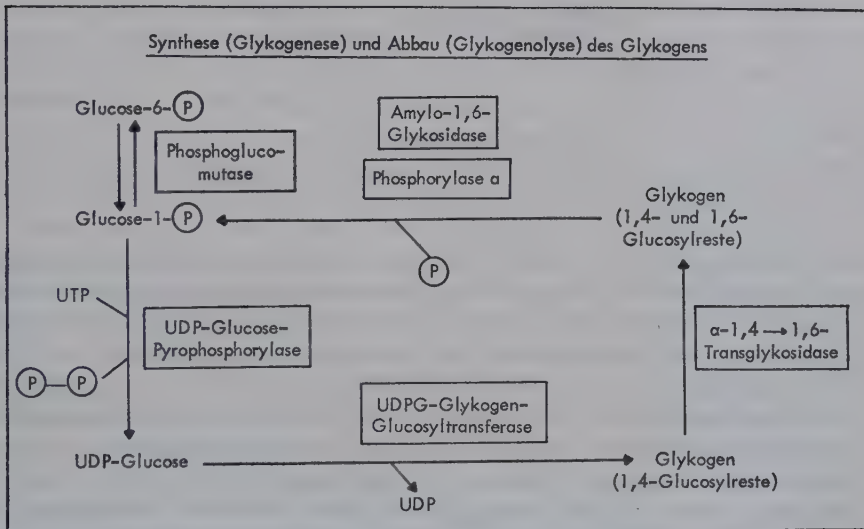 Synthese (Glykogenese) und Abbau (Glykogenolyse) des Glykogens
Glucose-6-P
Phosphogluco-
mutase
Amylo-1,6-
Glykosidase
Phosphorylase a
Glucose-1-P
P
Glykogen
(1,4- und 1,6-
Glucosylreste)
UTP
UDP-Glucose-
Pyrophosphorylase
P-P
α-1,4→1,6-
Transglykosidase
UDPG-Glykogen-
Glucosyltransferase
UDP-Glucose
UDP
Glykogen
(1,4-Glucosylreste)